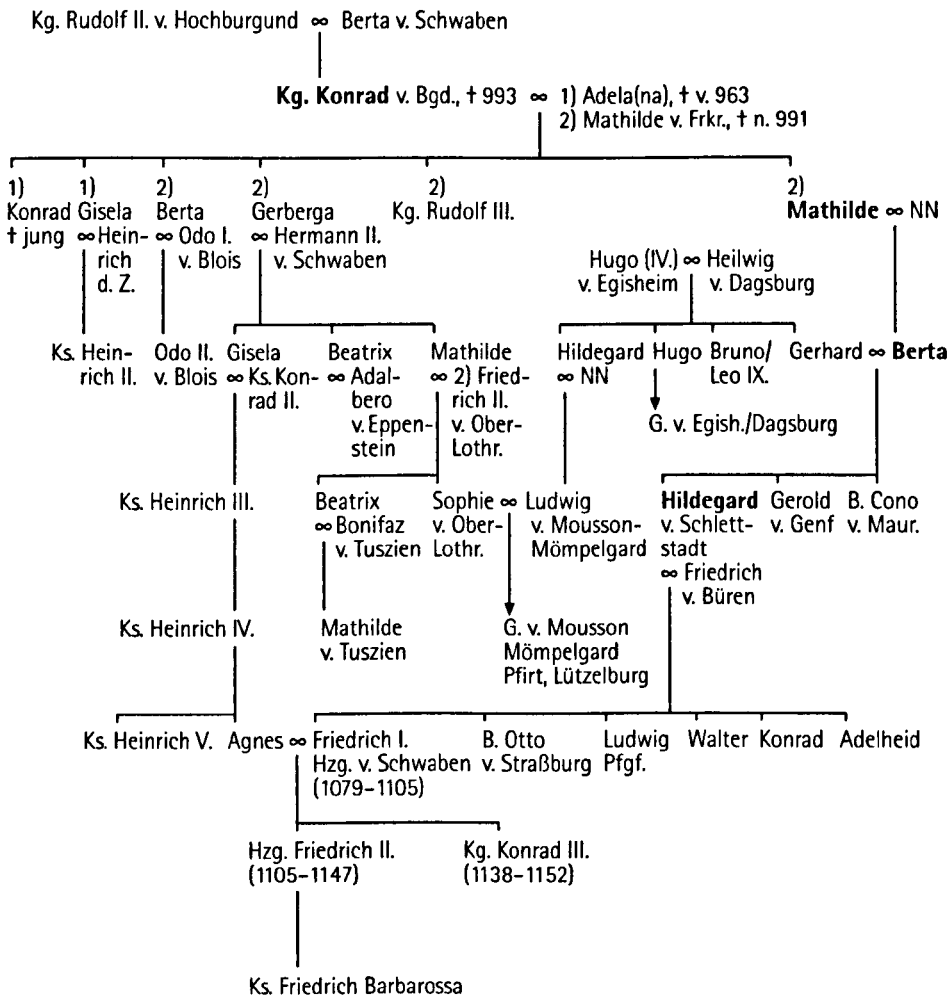 Kg. Rudolf II. v. Hochburgund ∞ Berta v. Schwaben
Kg. Konrad v. Bgd., † 993 ∞ 1) Adela(na), † v. 963
2) Mathilde v. Frkr., † n. 991
1)
Konrad
† jung
1)
Gisela
∞ Hein-
rich
d. Z.
2)
Berta
∞ Odo I.
v. Blois
2)
Gerberga
∞ Hermann II.
v. Schwaben
2)
Kg. Rudolf III.
2)
Mathilde ∞ NN
Hugo (IV.) ∞ Heilwig
v. Egisheim v. Dagsburg
Ks. Hein-
rich II.
Odo II.
v. Blois
Gisela
∞ Ks. Kon-
rad II.
Beatrix
∞ Adal-
bero
v. Eppen-
stein
Mathilde
∞ 2) Fried-
rich II.
v. Ober-
Lothr.
Hildegard
∞ NN
Hugo
Bruno/
Leo IX.
Gerhard ∞ Berta
G. v. Egish./Dagsburg
Ks. Heinrich III.
Beatrix
∞ Bonifaz
v. Tuszien
Sophie ∞ Ludwig
v. Ober- v. Mousson-
Lothr. Mömpelgard
Hildegard
v. Schlett-
stadt
∞ Friedrich
v. Büren
Gerold
v. Genf
B. Cono
v. Maur.
Ks. Heinrich IV.
Mathilde
v. Tuszien
G. v. Mousson
Mömpelgard
Pfirt, Lützelburg
Ks. Heinrich V.
Agnes ∞ Friedrich I.
Hzg. v. Schwaben
(1079–1105)
B. Otto
v. Straßburg
Ludwig
Pfgf.
Walter
Konrad
Adelheid
Hzg. Friedrich II.
(1105–1147)
Kg. Konrad III.
(1138–1152)
Ks. Friedrich Barbarossa